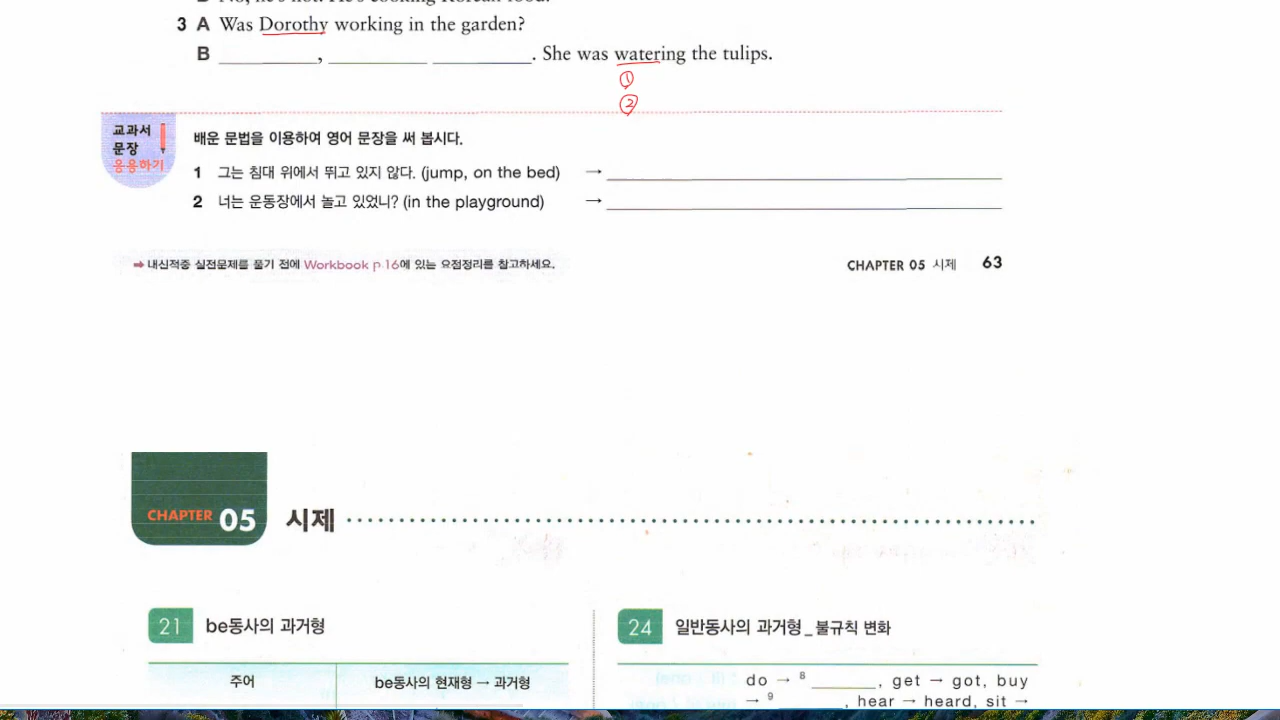 3 A Was Dorothy working in the garden?
B ________, ________ ________. She was watering the tulips.
①
②
교과서
문장
응용하기
배운 문법을 이용하여 영어 문장을 써 봅시다.
1 그는 침대 위에서 뛰고 있지 않다. (jump, on the bed) →
2 너는 운동장에서 놀고 있었니? (in the playground) →
➡ 내신적중 실전문제를 풀기 전에 Workbook p.16에 있는 요점정리를 참고하세요.
CHAPTER 05 시제 63
CHAPTER 05 시제
21 be동사의 과거형
주어 be동사의 현재형 → 과거형
24 일반동사의 과거형_불규칙 변화
do → 8 ______, get → got, buy
→ 9 ______, hear → heard, sit →